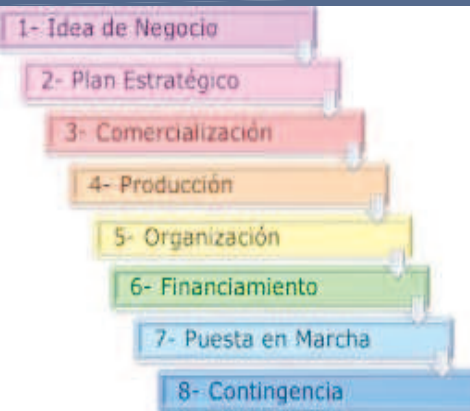 1- Idea de Negocio
2- Plan Estratégico
3- Comercialización
4- Producción
5- Organización
6- Financiamiento
7- Puesta en Marcha
8- Contingencia